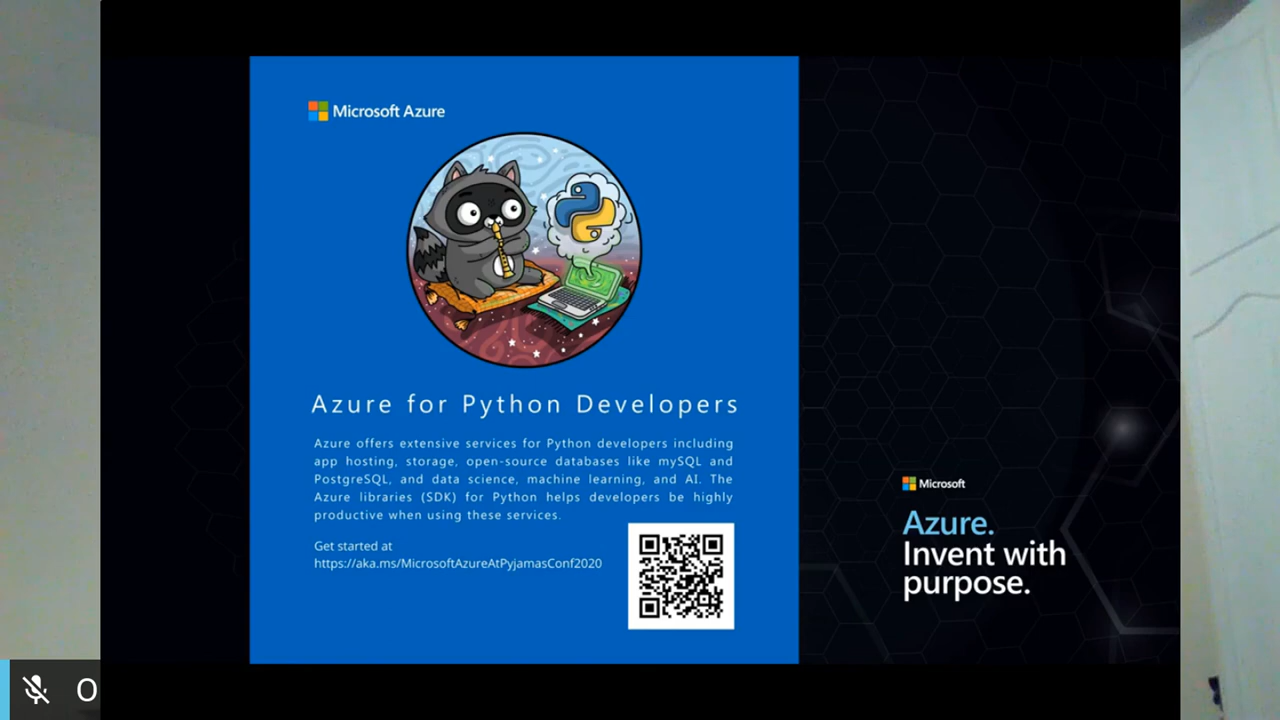 Microsoft Azure
Azure for Python Developers
Azure offers extensive services for Python developers including
app hosting, storage, open-source databases like mySQL and
PostgreSQL, and data science, machine learning, and AI. The
Azure libraries (SDK) for Python helps developers be highly
productive when using these services.
Get started at
https://aka.ms/MicrosoftAzureAtPyjamasConf2020
Microsoft
Azure.
Invent with
purpose.
O